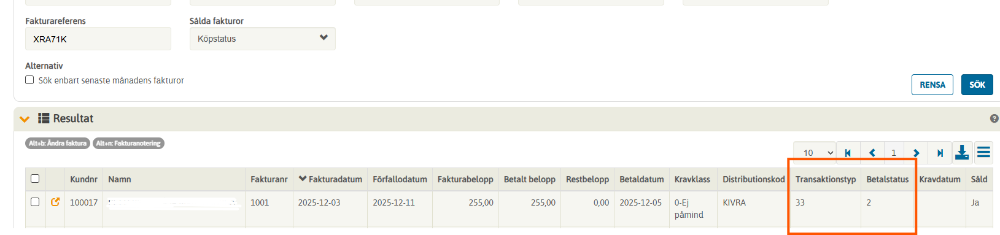 Fakturareferens Sålda fakturor
XRA71K Köpstatus
Alternativ
Sök enbart senaste månadens fakturor
RENSA SÖK
Resultat
Alt+b: Ändra faktura Alt+n: Fakturanotering
10 1
Kundnr Namn Fakturanr Fakturadatum Förfallodatum Fakturabelopp Betalt belopp Restbelopp Betaldatum Kravklass Distributionskod Transaktionstyp Betalstatus Kravdatum Såld
100017 1001 2025-12-03 2025-12-11 255,00 255,00 0,00 2025-12-05 0-Ej KIVRA 33 2 Ja
påmind